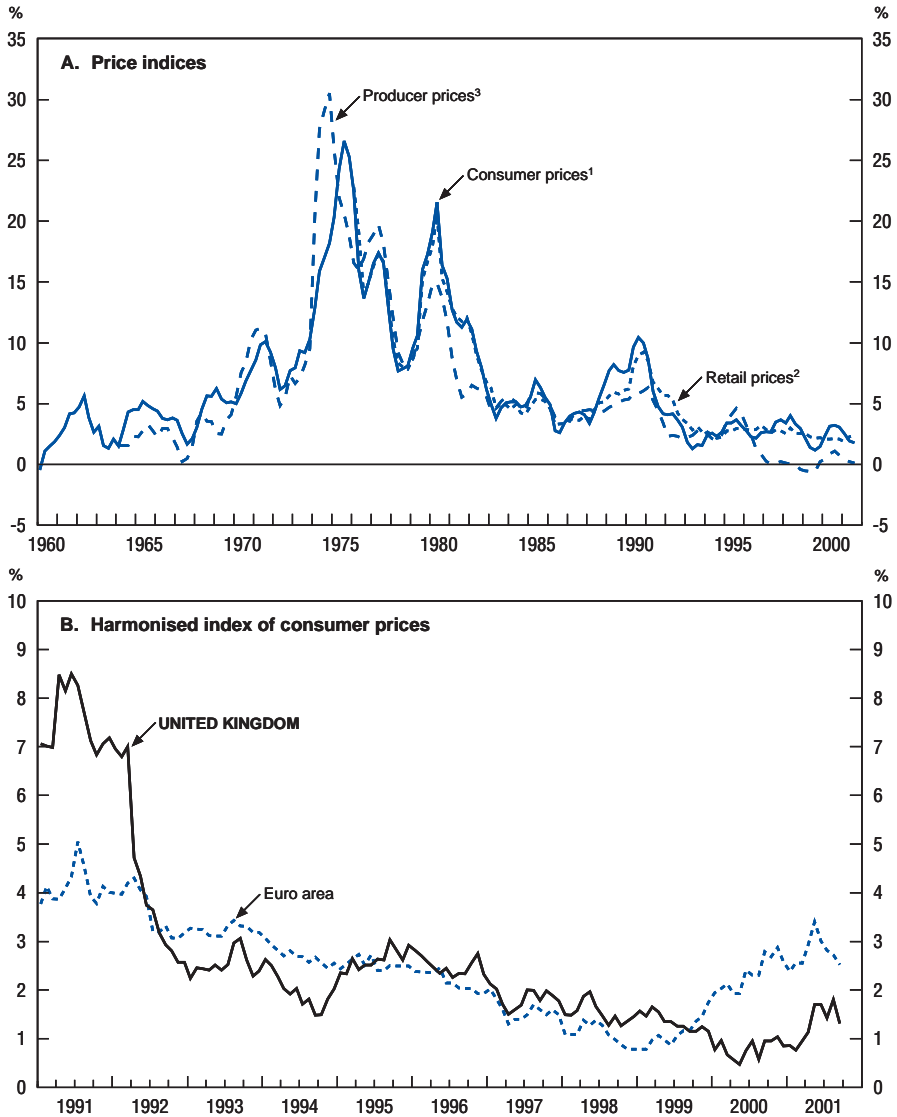 % %
35 35
A. Price indices
30 Producer prices³ 30
25 25
Consumer prices¹
20 20
15 15
10 10
Retail prices²
5 5
0 0
-5 -5
1960 1965 1970 1975 1980 1985 1990 1995 2000
% %
10 10
B. Harmonised index of consumer prices
9 9
8 8
UNITED KINGDOM
7 7
6 6
5 5
4 Euro area 4
3 3
2 2
1 1
0 0
1991 1992 1993 1994 1995 1996 1997 1998 1999 2000 2001